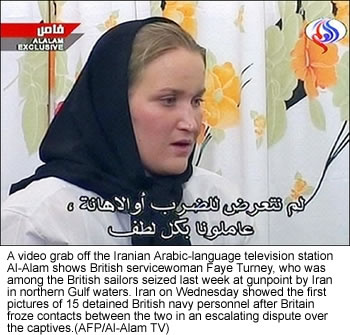 خاص
ALALAM
EXCLUSIVE
لم نتعرض للضرب أوالاهانة ،
عاملونا بكل لطف
A video grab off the Iranian Arabic-language television station
Al-Alam shows British servicewoman Faye Turney, who was
among the British sailors seized last week at gunpoint by Iran
in northern Gulf waters. Iran on Wednesday showed the first
pictures of 15 detained British navy personnel after Britain
froze contacts between the two in an escalating dispute over
the captives.(AFP/Al-Alam TV)